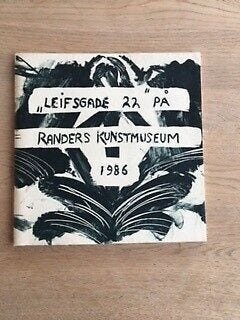 „LEIFSGADE 22" PÅ
RANDERS KUNSTMUSEUM
1986